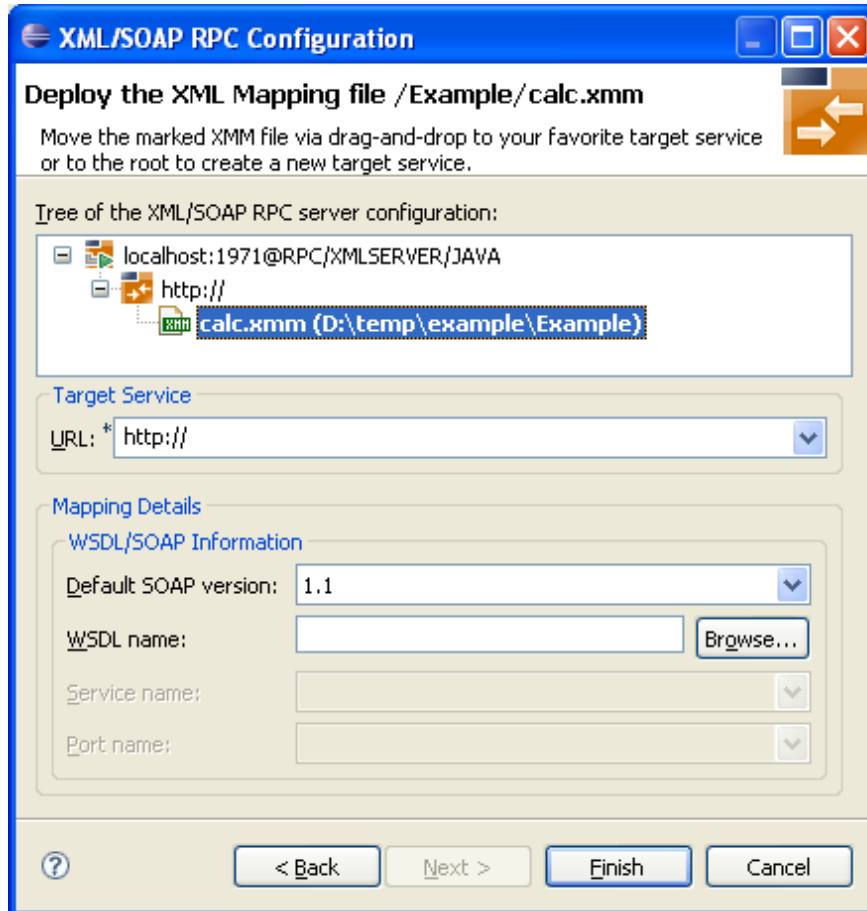 XML/SOAP RPC Configuration
Deploy the XML Mapping file /Example/calc.xmm
Move the marked XMM file via drag-and-drop to your favorite target service
or to the root to create a new target service.
Tree of the XML/SOAP RPC server configuration:
localhost:1971@RPC/XMLSERVER/JAVA
http://
XMM calc.xmm (D:\temp\example\Example)
Target Service
URL: * http://
Mapping Details
WSDL/SOAP Information
Default SOAP version: 1.1
WSDL name: Browse...
Service name:
Port name:
? < Back Next > Finish Cancel